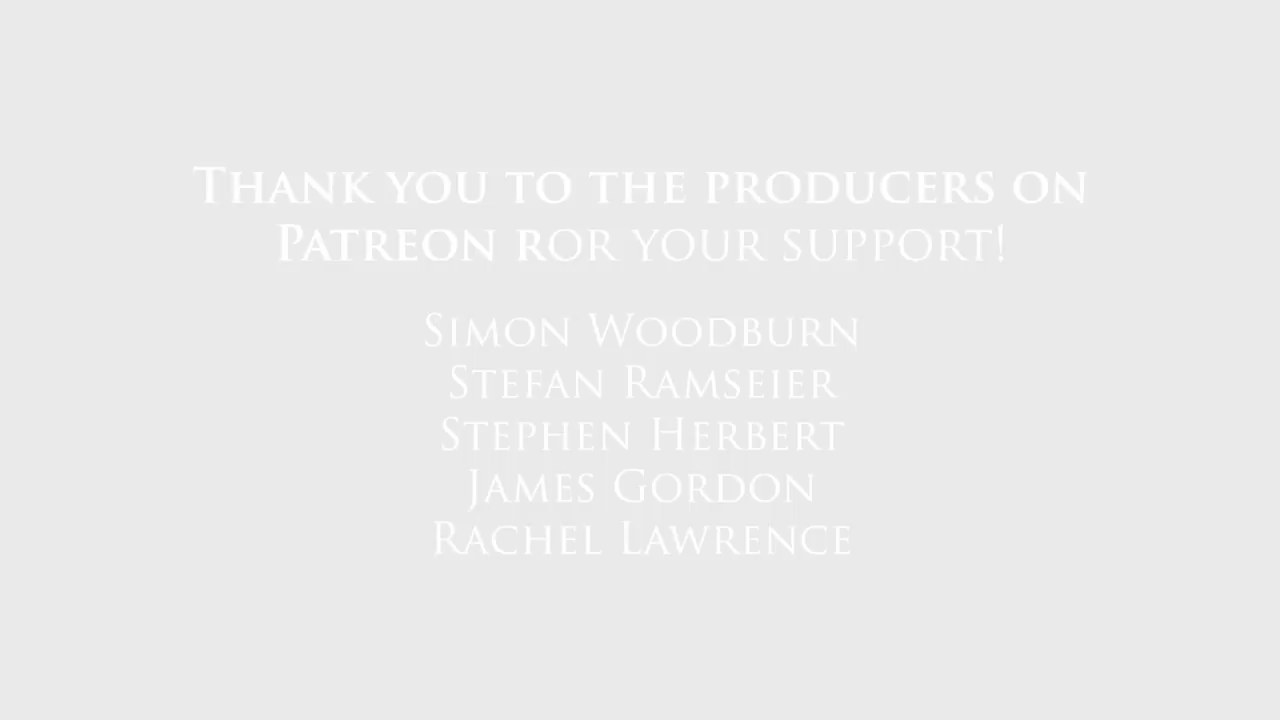 Thank you to the producers on
Patreon ror your support!
Simon Woodburn
Stefan Ramseier
Stephen Herbert
James Gordon
Rachel Lawrence